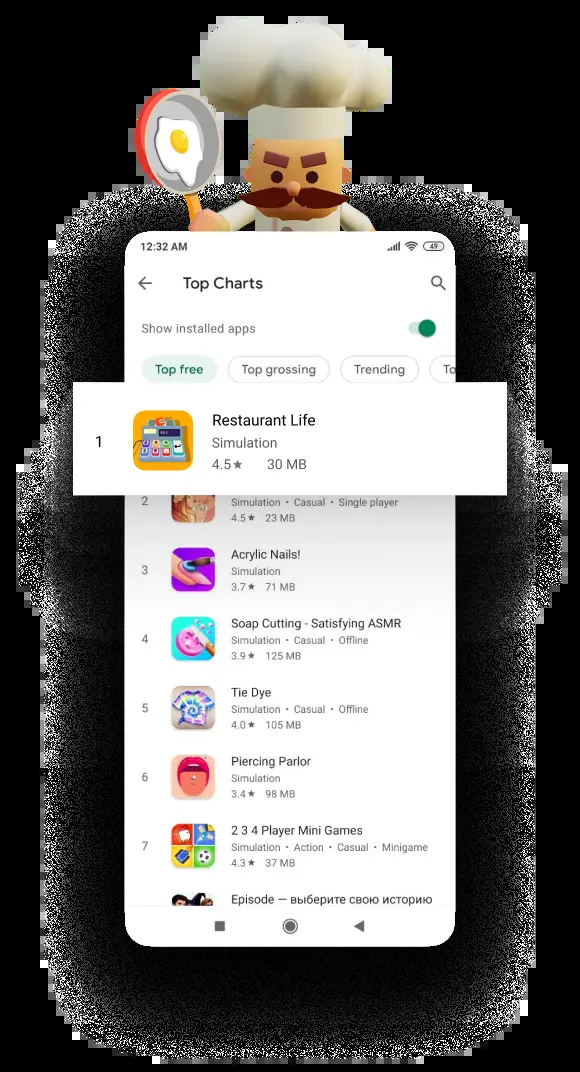 12:32 AM
49
Top Charts
Show installed apps
Top free
Top grossing
Trending
To
1
Restaurant Life
Simulation
4.5★ 30 MB
2
Simulation • Casual • Single player
4.5★ 23 MB
3
Acrylic Nails!
Simulation
3.7★ 71 MB
4
Soap Cutting - Satisfying ASMR
Simulation • Casual • Offline
3.9★ 125 MB
5
Tie Dye
Simulation • Casual • Offline
4.0★ 105 MB
6
Piercing Parlor
Simulation
3.4★ 98 MB
7
2 3 4 Player Mini Games
Simulation • Action • Casual • Minigame
4.3★ 37 MB
Episode — выберите свою историю